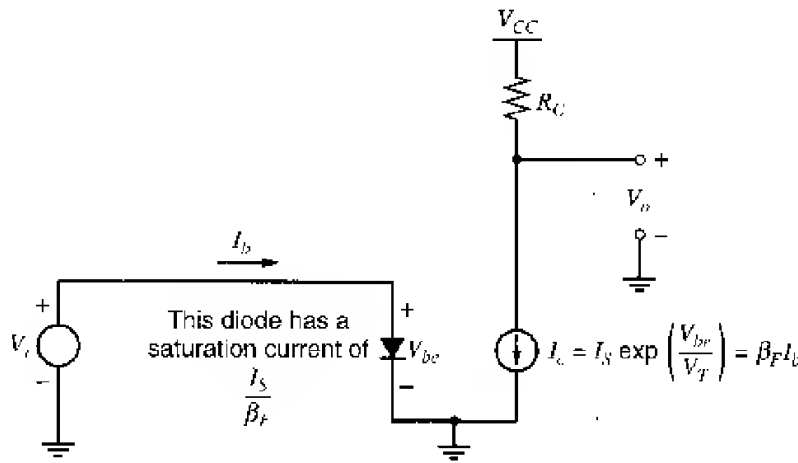 V_CC
R_C
+
V_o
−
I_b
+
V_i
−
This diode has a
saturation current of
I_S
β_F
+
V_be
−
I_c = I_S exp (V_be / V_T) = β_F I_b